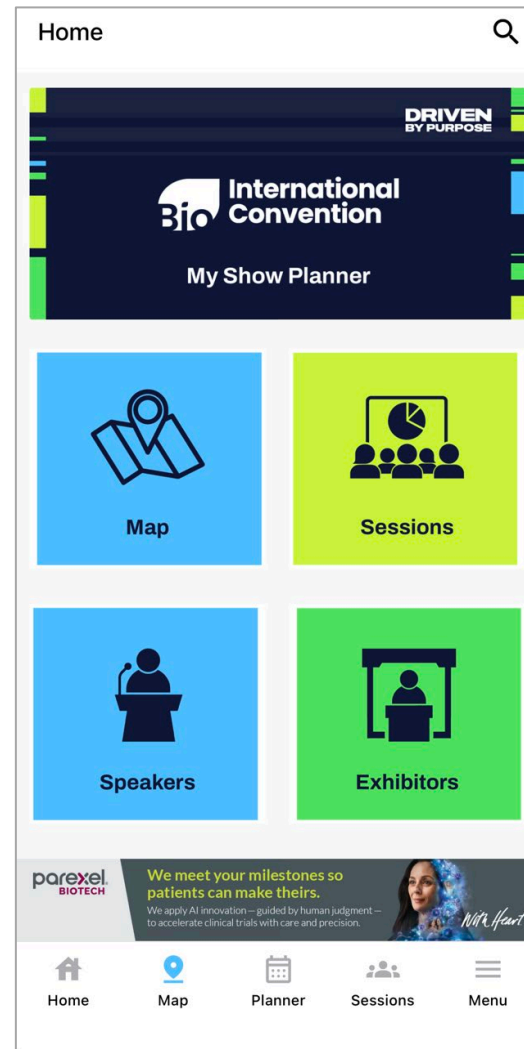 Home
DRIVEN
BY PURPOSE
Bio International
Convention
My Show Planner
Map
Sessions
Speakers
Exhibitors
parexel.
BIOTECH
We meet your milestones so
patients can make theirs.
We apply AI innovation — guided by human judgment —
to accelerate clinical trials with care and precision.
With Heart
Home
Map
Planner
Sessions
Menu